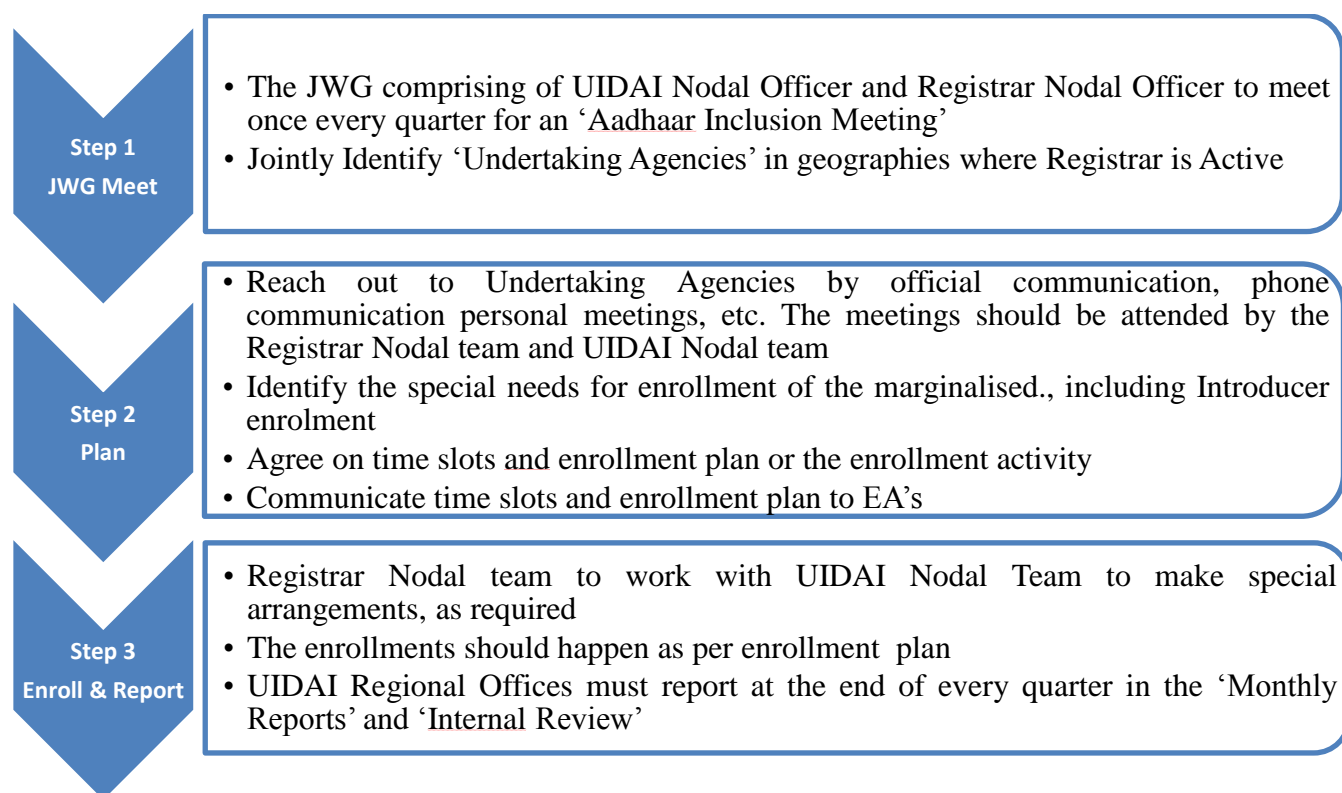 Step 1
JWG Meet
• The JWG comprising of UIDAI Nodal Officer and Registrar Nodal Officer to meet
once every quarter for an ‘Aadhaar Inclusion Meeting’
• Jointly Identify ‘Undertaking Agencies’ in geographies where Registrar is Active
Step 2
Plan
• Reach out to Undertaking Agencies by official communication, phone
communication personal meetings, etc. The meetings should be attended by the
Registrar Nodal team and UIDAI Nodal team
• Identify the special needs for enrollment of the marginalised., including Introducer
enrolment
• Agree on time slots and enrollment plan or the enrollment activity
• Communicate time slots and enrollment plan to EA’s
Step 3
Enroll & Report
• Registrar Nodal team to work with UIDAI Nodal Team to make special
arrangements, as required
• The enrollments should happen as per enrollment plan
• UIDAI Regional Offices must report at the end of every quarter in the ‘Monthly
Reports’ and ‘Internal Review’